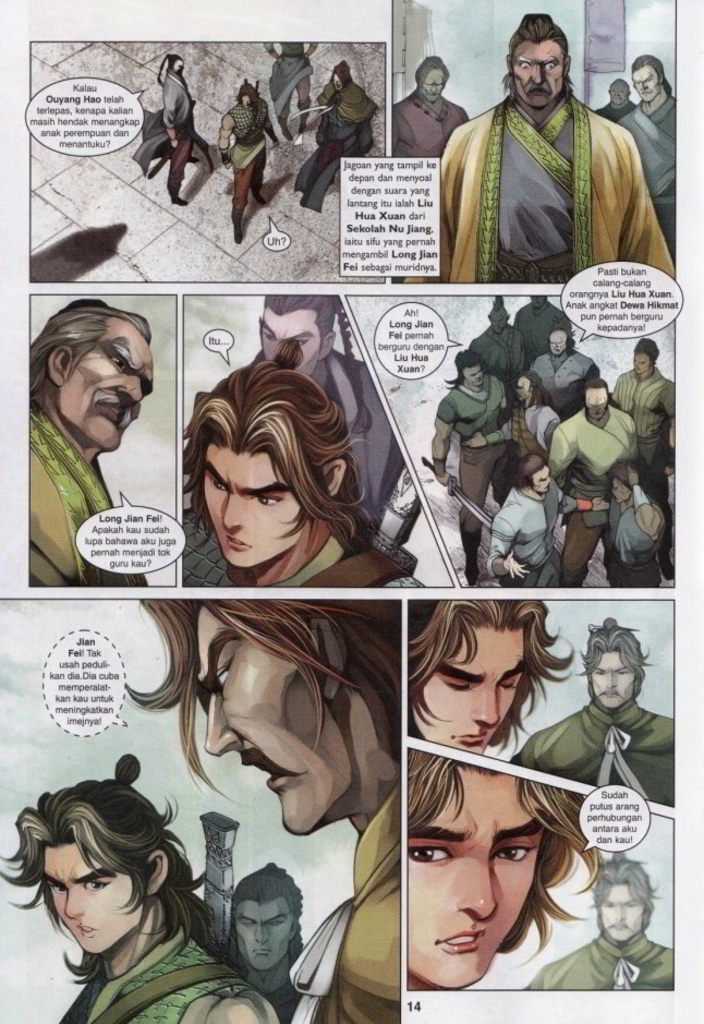 Kalau
Ouyang Hao telah
terlepas, kenapa kalian
masih hendak menangkap
anak perempuan dan
menantuku?
Uh?
Jagoan yang tampil ke
depan dan menyoal
dengan suara yang
lantang itu ialah Liu
Hua Xuan dari
Sekolah Nu Jiang,
iaitu sifu yang pernah
mengambil Long Jian
Fei sebagai muridnya.
Long Jian Fei!
Apakah kau sudah
lupa bahawa aku juga
pernah menjadi tok
guru kau?
Itu...
Ah!
Long Jian
Fei pernah
berguru dengan
Liu Hua
Xuan?
Pasti bukan
calang-calang
orangnya Liu Hua Xuan.
Anak angkat Dewa Hikmat
pun pernah berguru
kepadanya!
Jian
Fei! Tak
usah peduli-
kan dia.Dia cuba
memperalat-
kan kau untuk
meningkatkan
imejnya!
Sudah
putus arang
perhubungan
antara aku
dan kau!
14